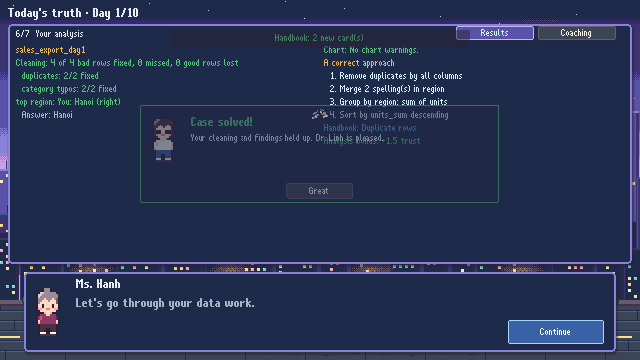 Today's truth · Day 1/10
6/7 Your analysis
Handbook: 2 new card(s)
Results
Coaching
sales_export_day1
Cleaning: 4 of 4 bad rows fixed, 0 missed, 0 good rows lost
duplicates: 2/2 fixed
category typos: 2/2 fixed
top region: You: Hanoi (right)
Answer: Hanoi
Chart: No chart warnings.
A correct approach
1. Remove duplicates by all columns
2. Merge 2 spelling(s) in region
3. Group by region: sum of units
4. Sort by units_sum descending
Handbook: Duplicate rows
+1.5 trust
Case solved!
Your cleaning and findings held up. Dr. Linh is pleased.
Great
Ms. Hanh
Let's go through your data work.
Continue